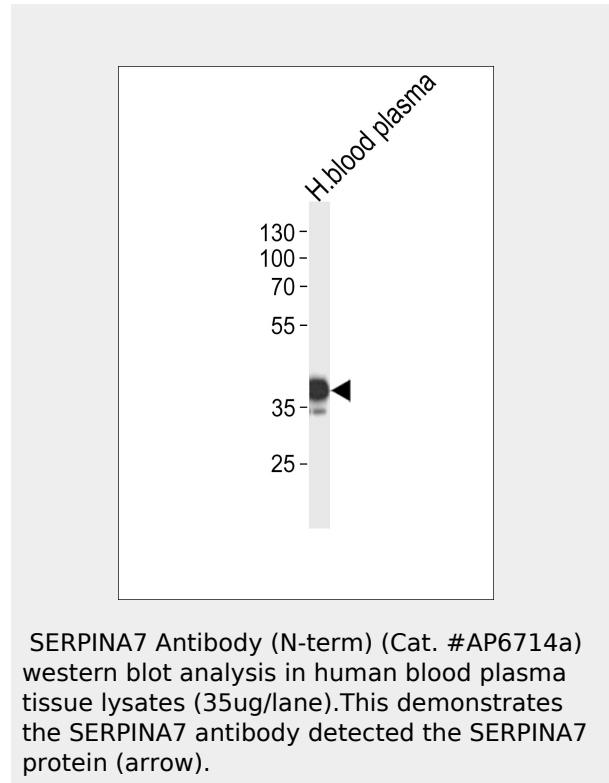 H.blood plasma
130
100
70
55
35
25
SERPINA7 Antibody (N-term) (Cat. #AP6714a)
western blot analysis in human blood plasma
tissue lysates (35ug/lane).This demonstrates
the SERPINA7 antibody detected the SERPINA7
protein (arrow).